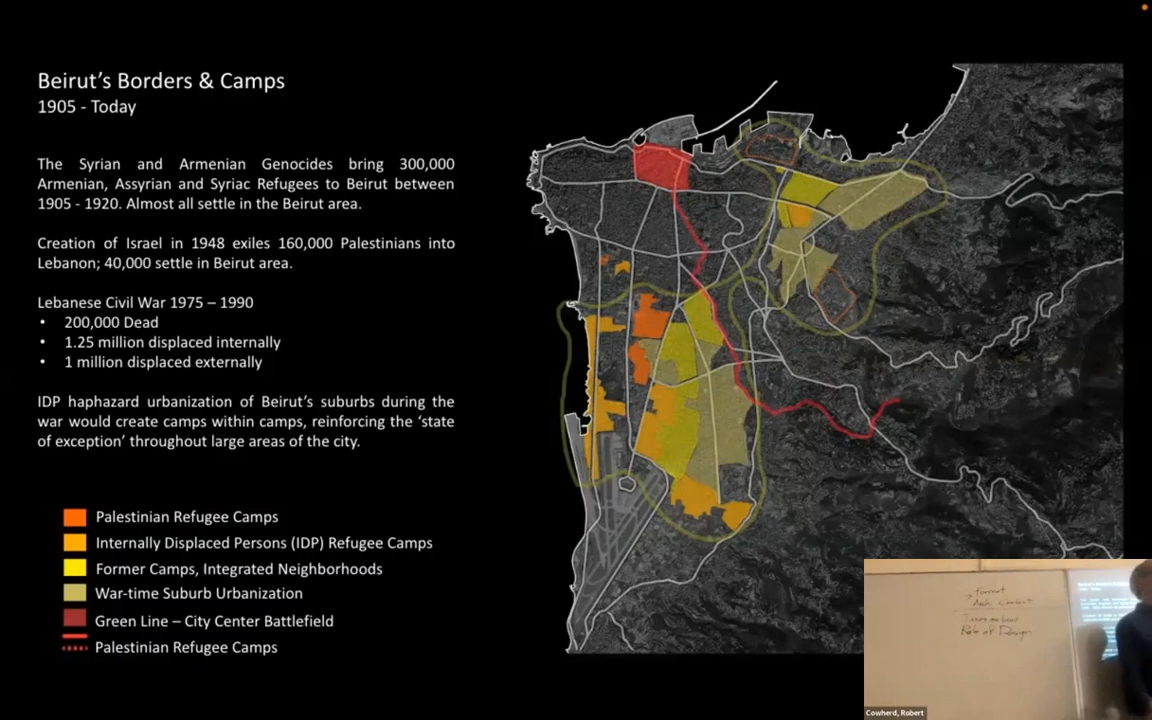 Beirut's Borders & Camps
1905 - Today
The Syrian and Armenian Genocides bring 300,000
Armenian, Assyrian and Syriac Refugees to Beirut between
1905 - 1920. Almost all settle in the Beirut area.
Creation of Israel in 1948 exiles 160,000 Palestinians into
Lebanon; 40,000 settle in Beirut area.
Lebanese Civil War 1975 – 1990
• 200,000 Dead
• 1.25 million displaced internally
• 1 million displaced externally
IDP haphazard urbanization of Beirut's suburbs during the
war would create camps within camps, reinforcing the 'state
of exception' throughout large areas of the city.
Palestinian Refugee Camps
Internally Displaced Persons (IDP) Refugee Camps
Former Camps, Integrated Neighborhoods
War-time Suburb Urbanization
Green Line – City Center Battlefield
Palestinian Refugee Camps
Format
Role of Design
Cowherd, Robert